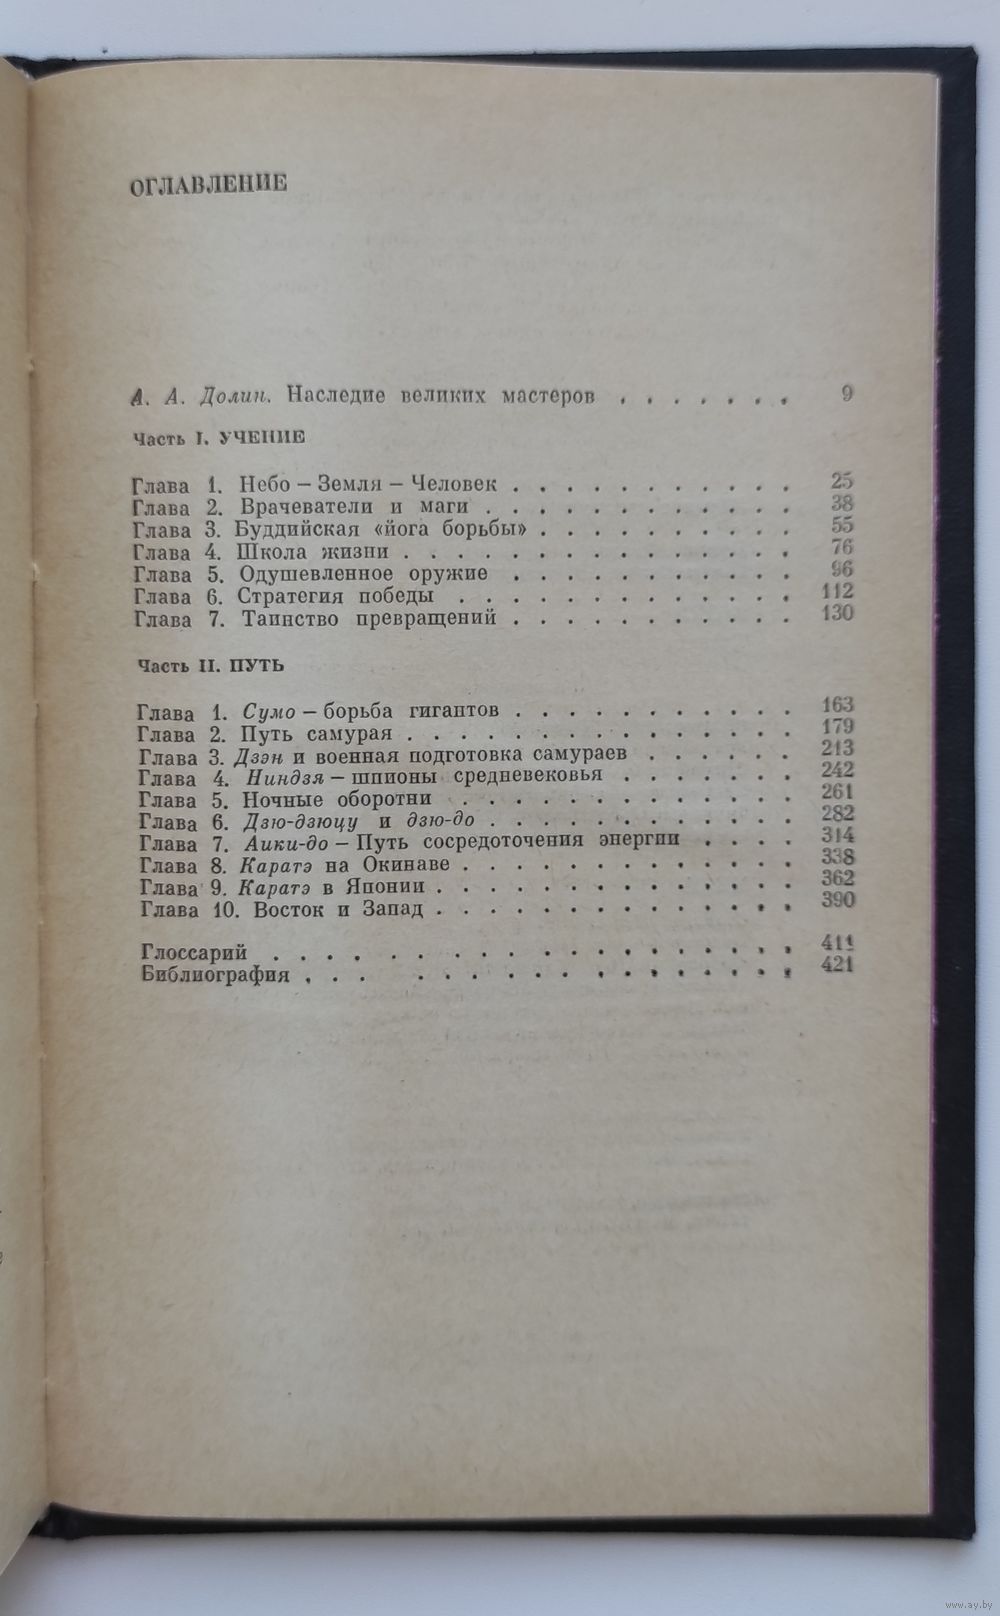 ОГЛАВЛЕНИЕ
А. А. Долин. Наследие великих мастеров . . . . . . . 9
Часть I. УЧЕНИЕ
Глава 1. Небо — Земля — Человек . . . . . . . . . . . 25
Глава 2. Врачеватели и маги . . . . . . . . . . . . 38
Глава 3. Буддийская «йога борьбы» . . . . . . . . . . 55
Глава 4. Школа жизни . . . . . . . . . . . . . . . 76
Глава 5. Одушевленное оружие . . . . . . . . . . . 96
Глава 6. Стратегия победы . . . . . . . . . . . . . 112
Глава 7. Таинство превращений . . . . . . . . . . . 130
Часть II. ПУТЬ
Глава 1. Сумо — борьба гигантов . . . . . . . . . . . 163
Глава 2. Путь самурая . . . . . . . . . . . . . . . 179
Глава 3. Дзэн и военная подготовка самураев . . . . . . 213
Глава 4. Ниндзя — шпионы средневековья . . . . . . . 242
Глава 5. Ночные оборотни . . . . . . . . . . . . . 261
Глава 6. Дзю-дзюцу и дзю-до . . . . . . . . . . . . 282
Глава 7. Аики-до — Путь сосредоточения энергии . . . . 314
Глава 8. Каратэ на Окинаве . . . . . . . . . . . . . 338
Глава 9. Каратэ в Японии . . . . . . . . . . . . . . 362
Глава 10. Восток и Запад . . . . . . . . . . . . . . 390
Глоссарий . . . . . . . . . . . . . . . . . . . 411
Библиография . . . . . . . . . . . . . . . . . . 421
www.ay.by